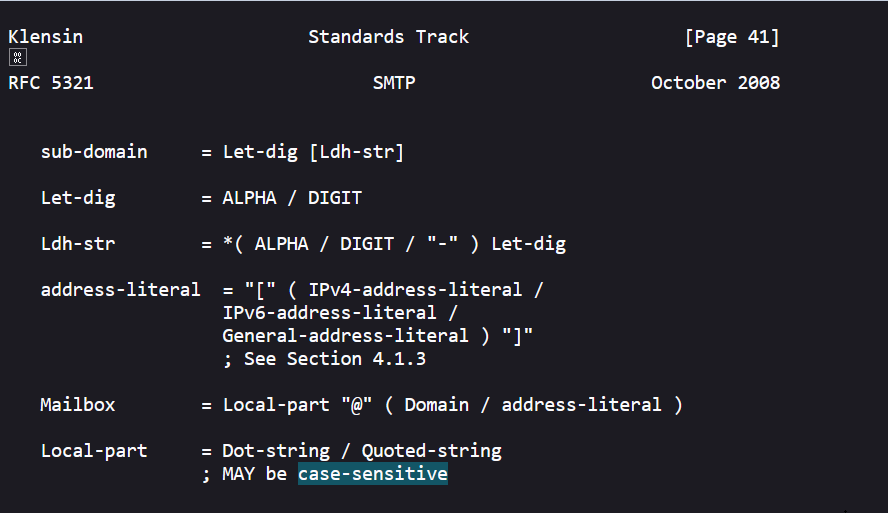 Klensin                     Standards Track                    [Page 41]
RFC 5321                          SMTP                      October 2008
sub-domain     = Let-dig [Ldh-str]
Let-dig        = ALPHA / DIGIT
Ldh-str        = *( ALPHA / DIGIT / "-" ) Let-dig
address-literal  = "[" ( IPv4-address-literal /
IPv6-address-literal /
General-address-literal ) "]"
; See Section 4.1.3
Mailbox        = Local-part "@" ( Domain / address-literal )
Local-part     = Dot-string / Quoted-string
; MAY be case-sensitive